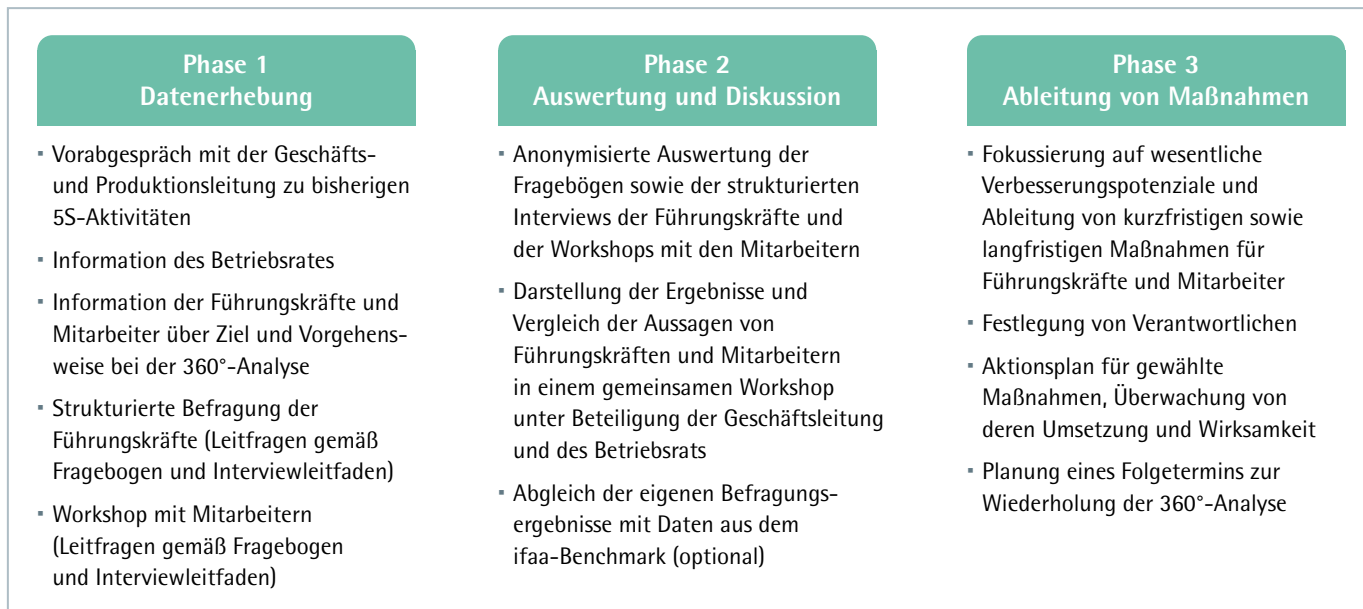 Phase 1
Datenerhebung
▪ Vorabgespräch mit der Geschäfts-
und Produktionsleitung zu bisherigen
5S-Aktivitäten
▪ Information des Betriebsrates
▪ Information der Führungskräfte und
Mitarbeiter über Ziel und Vorgehens-
weise bei der 360°-Analyse
▪ Strukturierte Befragung der
Führungskräfte (Leitfragen gemäß
Fragebogen und Interviewleitfaden)
▪ Workshop mit Mitarbeitern
(Leitfragen gemäß Fragebogen
und Interviewleitfaden)
Phase 2
Auswertung und Diskussion
▪ Anonymisierte Auswertung der
Fragebögen sowie der strukturierten
Interviews der Führungskräfte und
der Workshops mit den Mitarbeitern
▪ Darstellung der Ergebnisse und
Vergleich der Aussagen von
Führungskräften und Mitarbeitern
in einem gemeinsamen Workshop
unter Beteiligung der Geschäftsleitung
und des Betriebsrats
▪ Abgleich der eigenen Befragungs-
ergebnisse mit Daten aus dem
ifaa-Benchmark (optional)
Phase 3
Ableitung von Maßnahmen
▪ Fokussierung auf wesentliche
Verbesserungspotenziale und
Ableitung von kurzfristigen sowie
langfristigen Maßnahmen für
Führungskräfte und Mitarbeiter
▪ Festlegung von Verantwortlichen
▪ Aktionsplan für gewählte
Maßnahmen, Überwachung von
deren Umsetzung und Wirksamkeit
▪ Planung eines Folgetermins zur
Wiederholung der 360°-Analyse